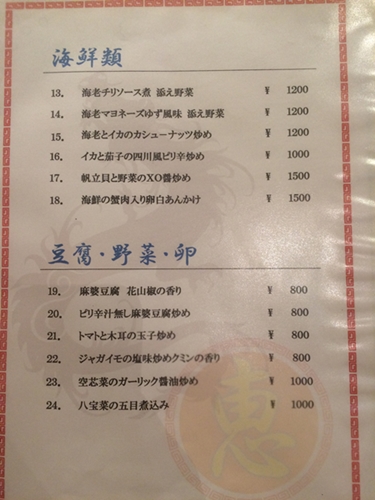 海鮮類
13. 海老チリソース煮 添え野菜 ¥ 1200
14. 海老マヨネーズゆず風味 添え野菜 ¥ 1200
15. 海老とイカのカシューナッツ炒め ¥ 1200
16. イカと茄子の四川風ピリ辛炒め ¥ 1000
17. 帆立貝と野菜のXO醬炒め ¥ 1500
18. 海鮮の蟹肉入り卵白あんかけ ¥ 1500
豆腐・野菜・卵
19. 麻婆豆腐 花山椒の香り ¥ 800
20. ピリ辛汁無し麻婆豆腐炒め ¥ 800
21. トマトと木耳の玉子炒め ¥ 800
22. ジャガイモの塩味炒めクミンの香り ¥ 800
23. 空芯菜のガーリック醬油炒め ¥ 1000
24. 八宝菜の五目煮込み ¥ 1000
恵